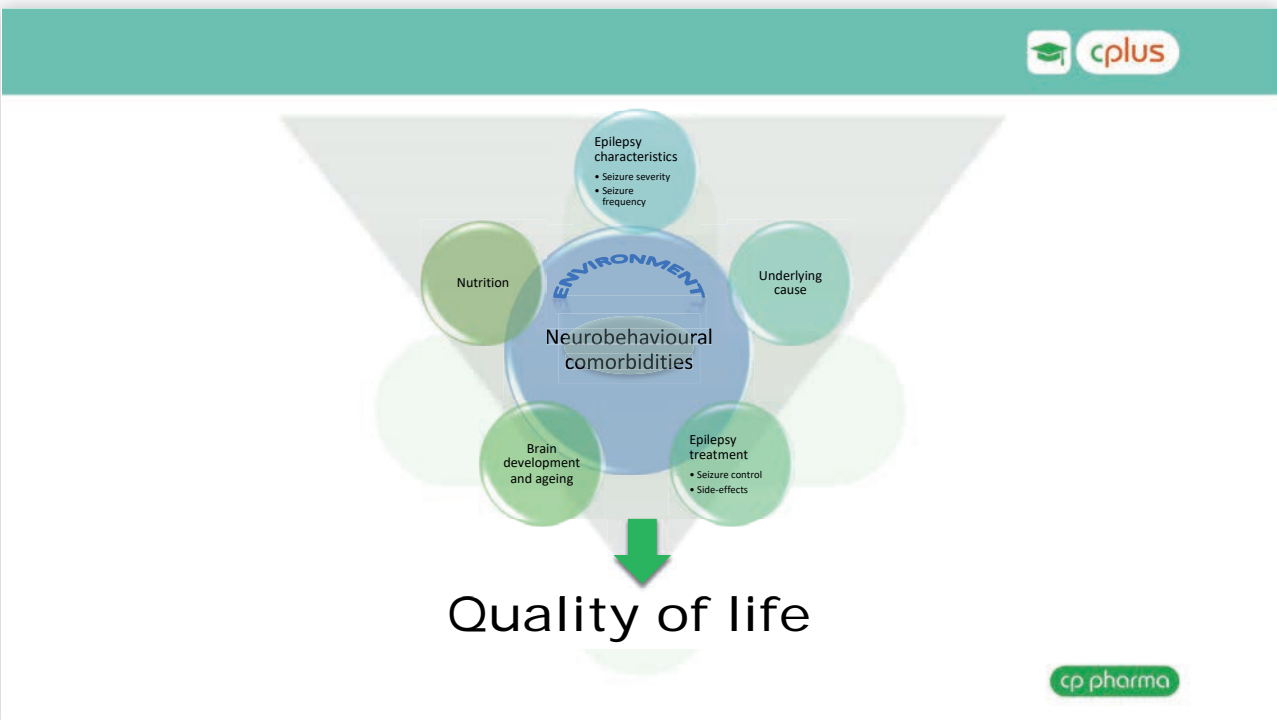 cplus
Epilepsy
characteristics
• Seizure severity
• Seizure
frequency
Nutrition
ENVIRONMENT
Underlying
cause
Neurobehavioural
comorbidities
Brain
development
and ageing
Epilepsy
treatment
• Seizure control
• Side-effects
Quality of life
cp pharma